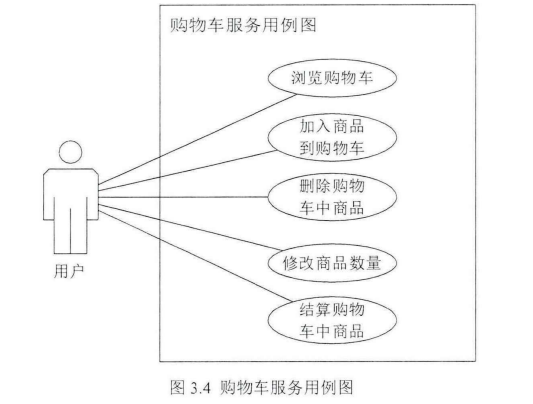 购物车服务用例图
浏览购物车
加入商品
到购物车
删除购物
车中商品
修改商品数量
结算购物
车中商品
用户
图 3.4 购物车服务用例图